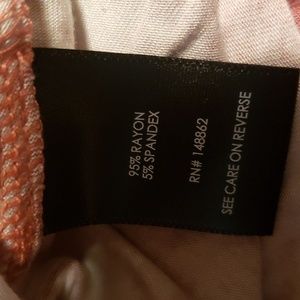 95% RAYON
5% SPANDEX
RN# 148862
SEE CARE ON REVERSE